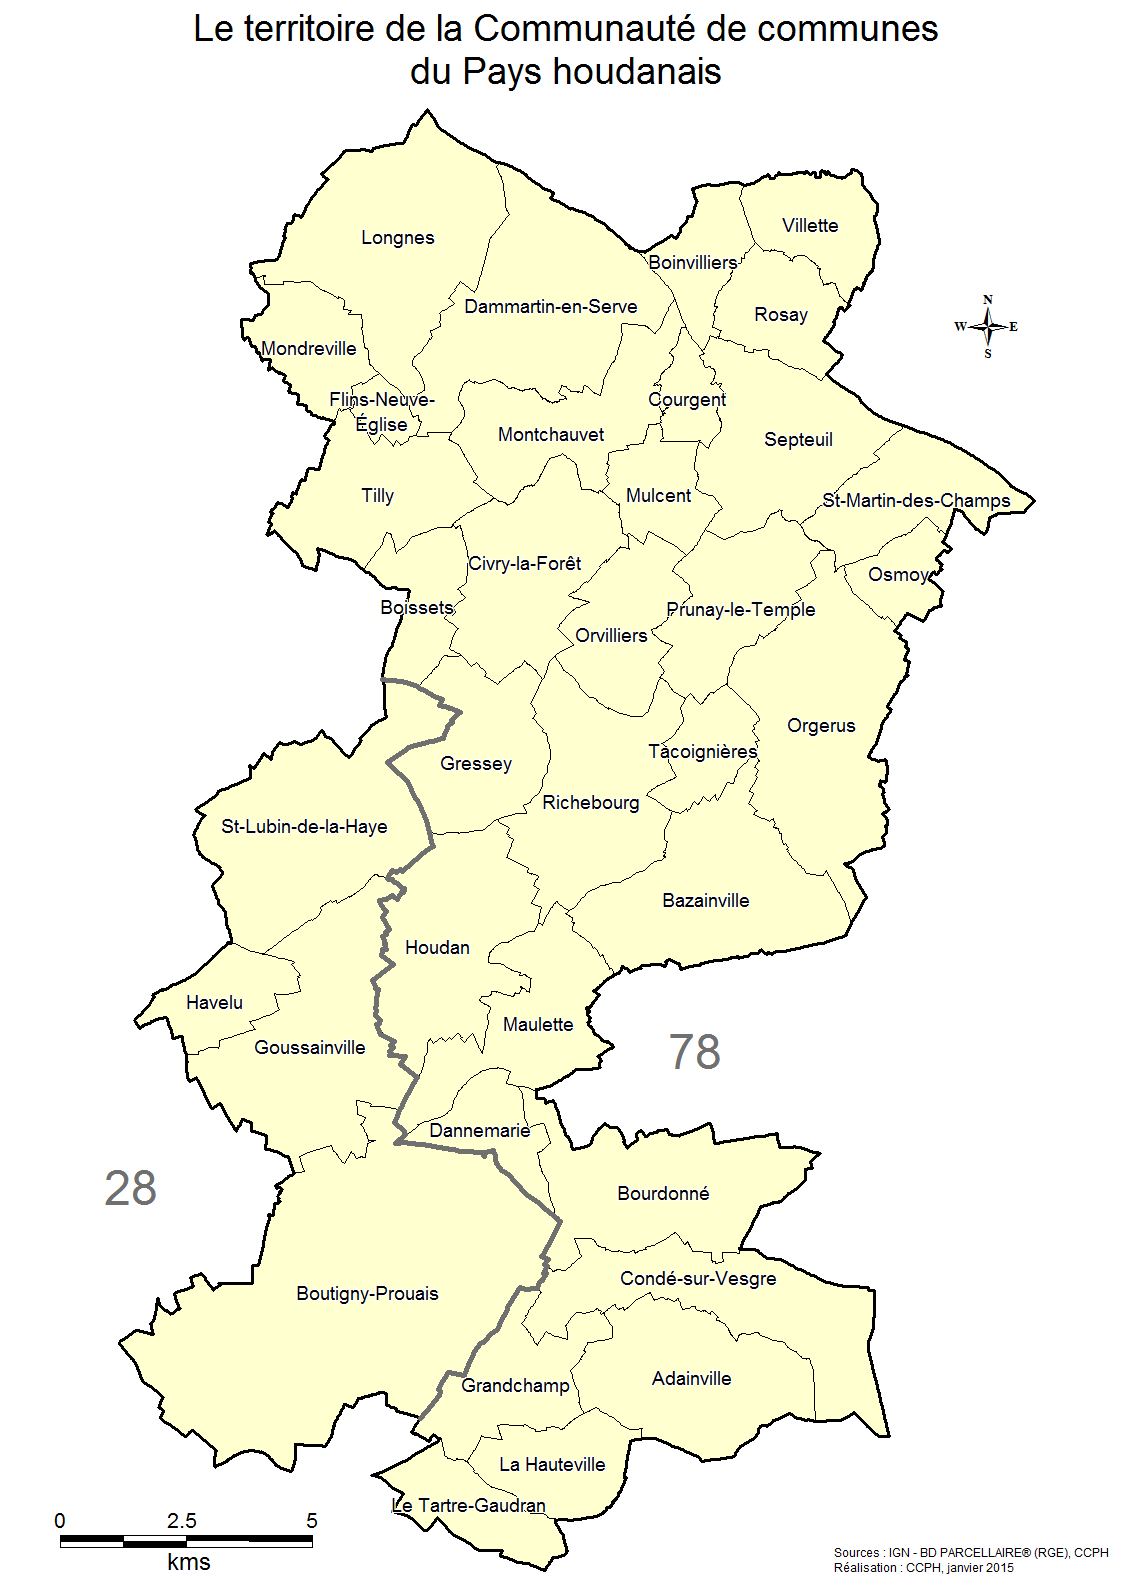 Le territoire de la Communauté de communes
du Pays houdanais
Villette
Longnes
Boinvilliers
Dammartin-en-Serve
Rosay
N
W E
S
Mondreville
Flins-Neuve-
Église
Courgent
Montchauvet
Septeuil
Tilly
Mulcent
St-Martin-des-Champs
Civry-la-Forêt
Osmoy
Boissets
Prunay-le-Temple
Orvilliers
Orgerus
Tacoignières
Gressey
Richebourg
St-Lubin-de-la-Haye
Bazainville
Houdan
Havelu
Maulette
Goussainville
78
Dannemarie
28
Bourdonné
Condé-sur-Vesgre
Boutigny-Prouais
Adainville
Grandchamp
La Hauteville
Le Tartre-Gaudran
0 2.5 5
kms
Sources : IGN - BD PARCELLAIRE® (RGE), CCPH
Réalisation : CCPH, janvier 2015